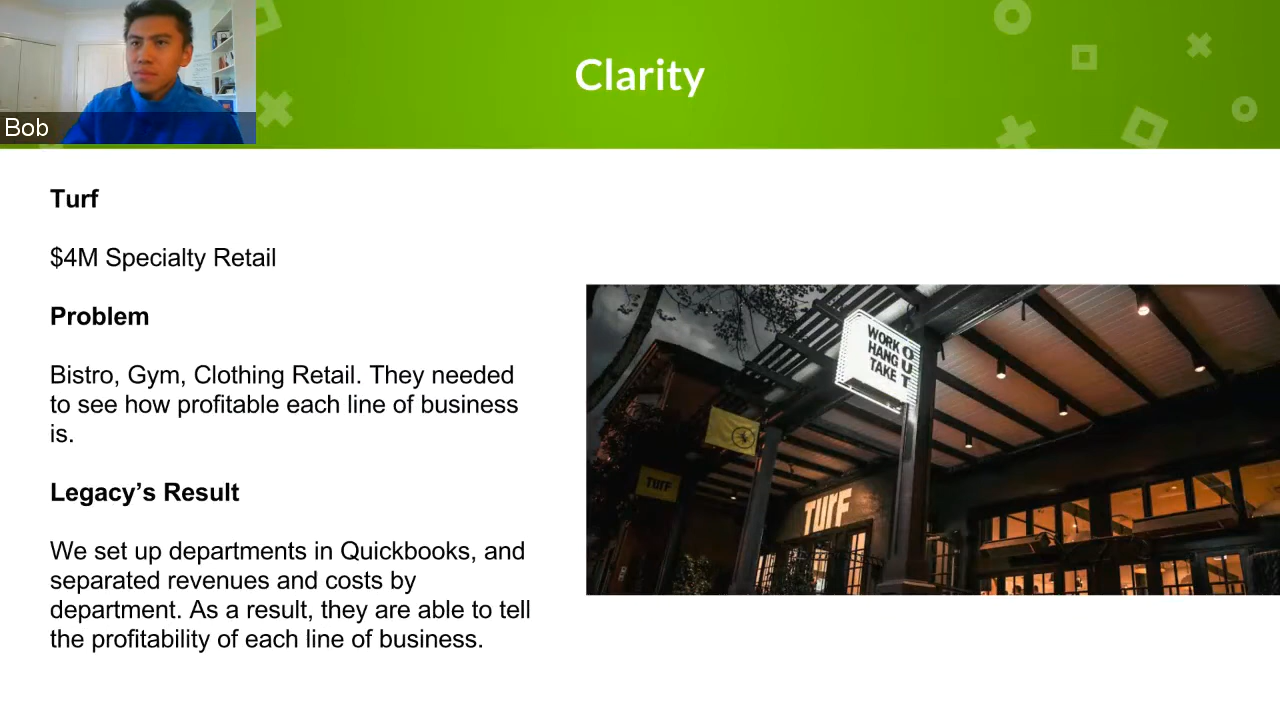 Clarity
Bob
Turf
$4M Specialty Retail
Problem
Bistro, Gym, Clothing Retail. They needed
to see how profitable each line of business
is.
Legacy’s Result
We set up departments in Quickbooks, and
separated revenues and costs by
department. As a result, they are able to tell
the profitability of each line of business.
WORK
HANG
TAKE
OUT
TURF
TURF